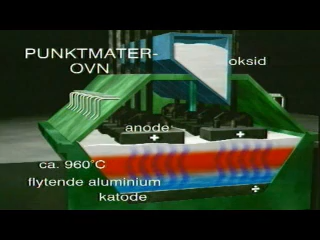 PUNKTMATER-
OVN
oksid
anode
+
+
ca. 960°C
flytende aluminium
katode
+